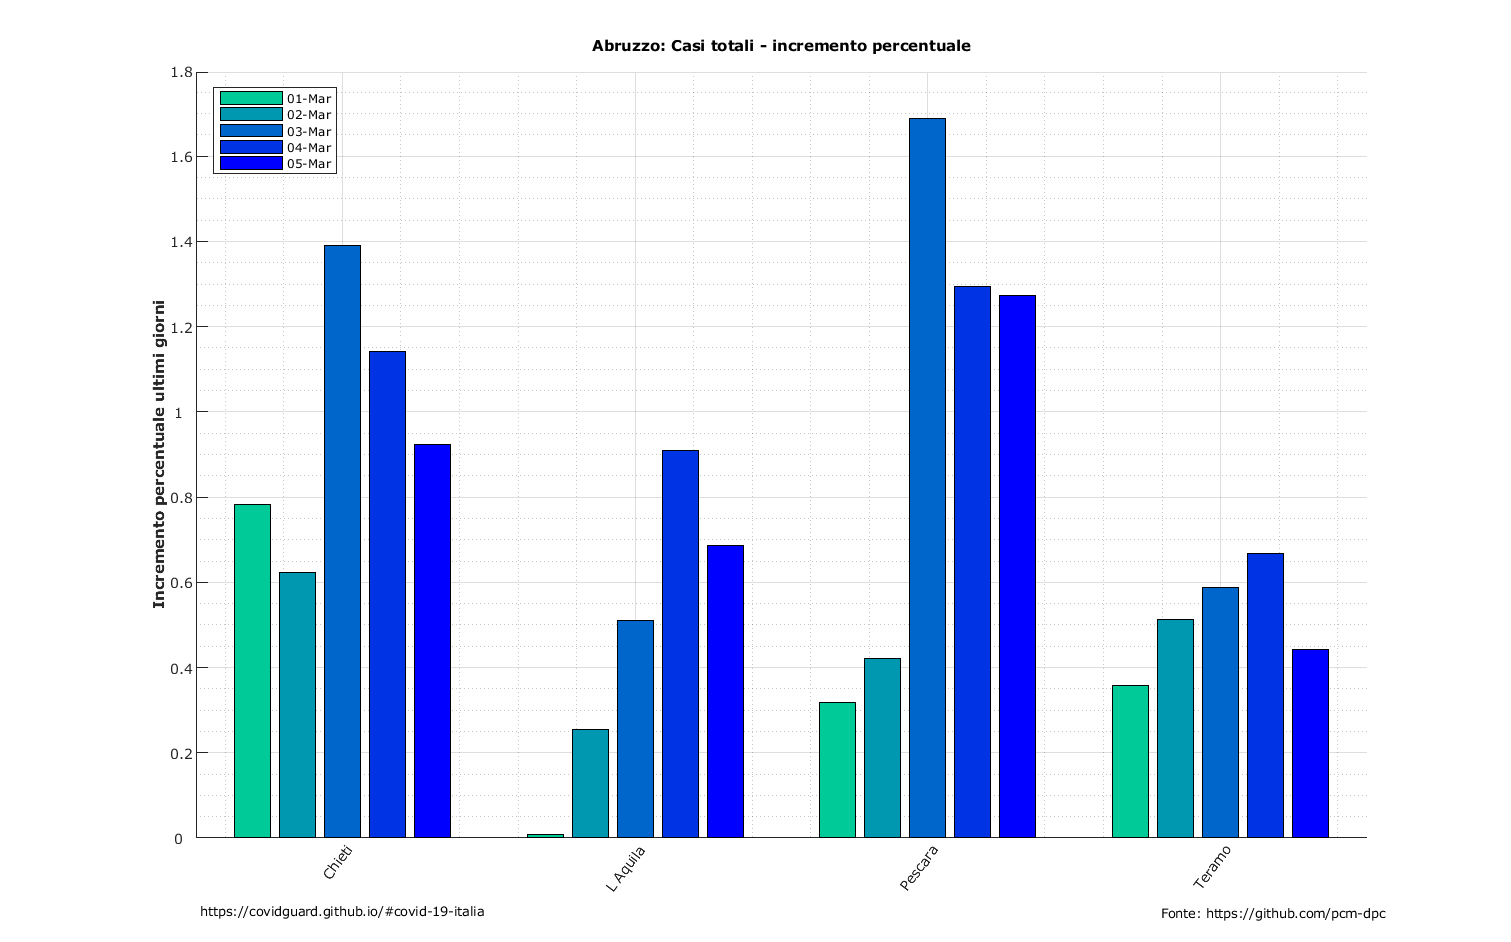 Abruzzo: Casi totali - incremento percentuale
1.8
1.6
1.4
1.2
1
0.8
0.6
0.4
0.2
0
Incremento percentuale ultimi giorni
01-Mar
02-Mar
03-Mar
04-Mar
05-Mar
Chieti
L Aquila
Pescara
Teramo
https://covidguard.github.io/#covid-19-italia
Fonte: https://github.com/pcm-dpc